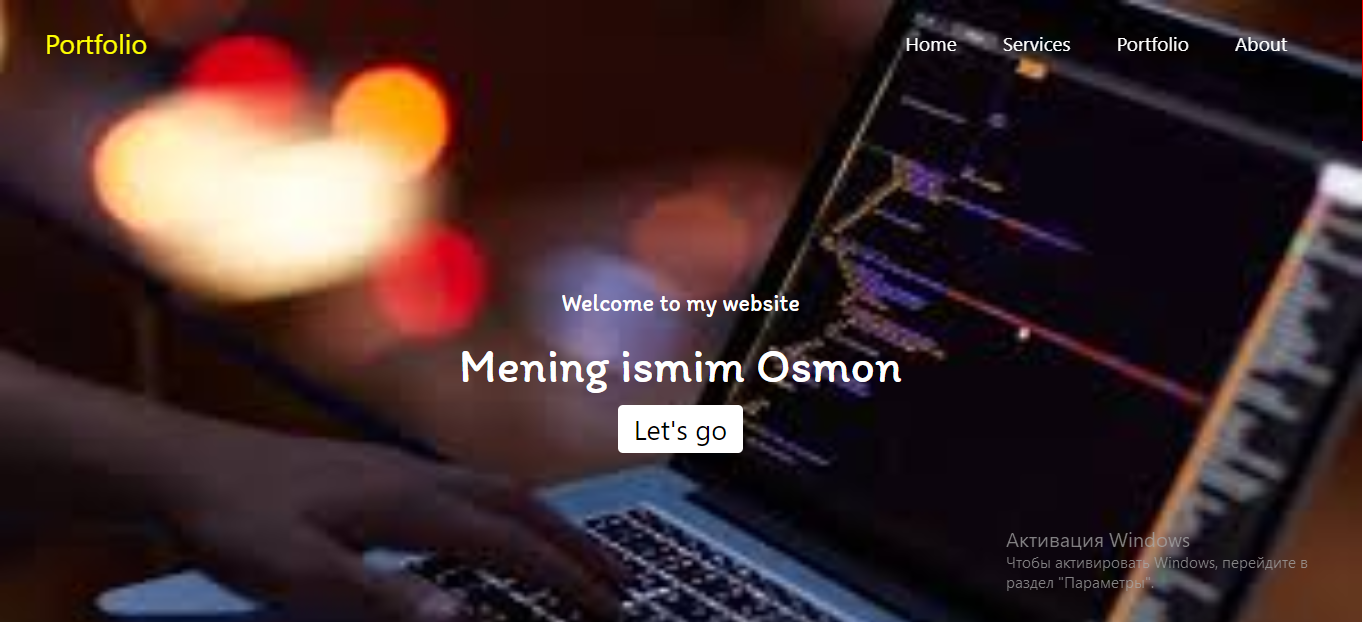 Portfolio
Home Services Portfolio About
Welcome to my website
Mening ismim Osmon
Let's go
Активация Windows
Чтобы активировать Windows, перейдите в
раздел "Параметры".